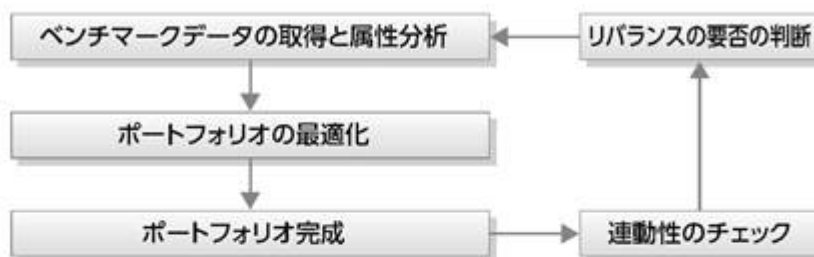 ベンチマークデータの取得と属性分析
リバランスの要否の判断
ポートフォリオの最適化
ポートフォリオ完成
連動性のチェック